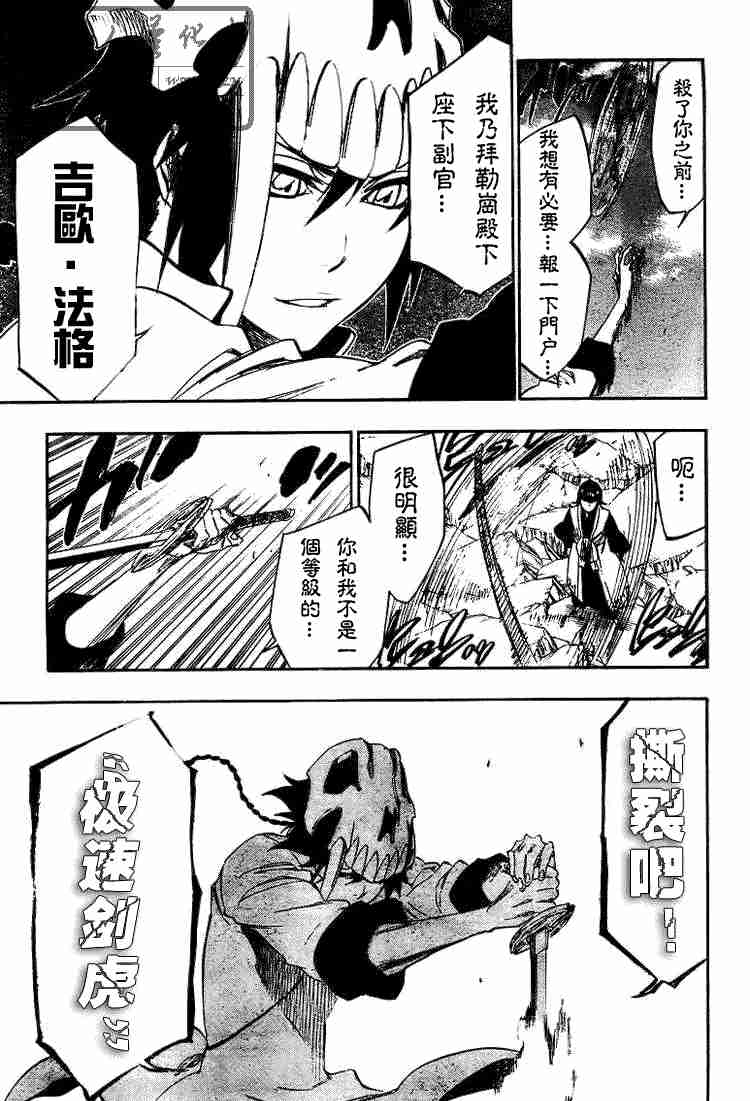 殺了你之前…
我想有必要…報一下門戶…
我乃拜勒崗殿下
座下副官…
吉歐・法格
呃…
很明顯…
你和我不是一
個等級的…
撕裂吧!!
“極速劍虎”